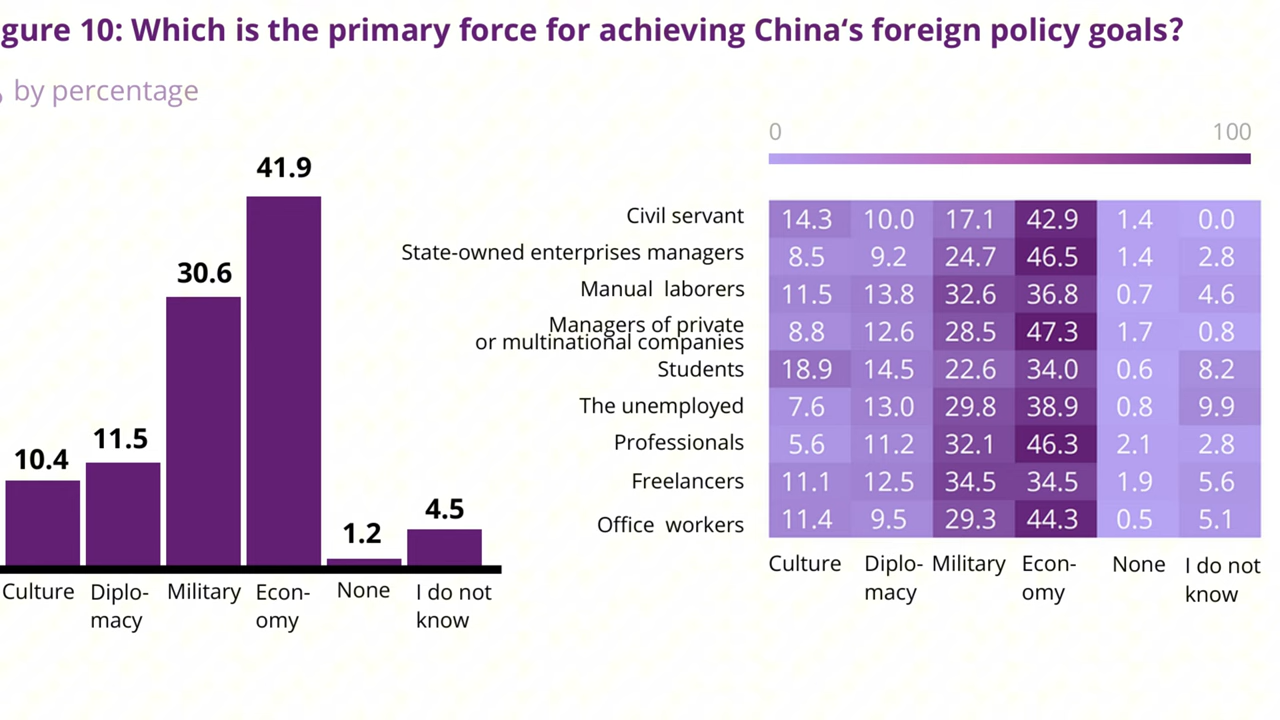 gure 10: Which is the primary force for achieving China‘s foreign policy goals?
by percentage
41.9
30.6
11.5
10.4
4.5
1.2
Culture Diplo-macy Military Econ-omy None I do not know
0 100
Civil servant 14.3 10.0 17.1 42.9 1.4 0.0
State-owned enterprises managers 8.5 9.2 24.7 46.5 1.4 2.8
Manual laborers 11.5 13.8 32.6 36.8 0.7 4.6
Managers of private
or multinational companies 8.8 12.6 28.5 47.3 1.7 0.8
Students 18.9 14.5 22.6 34.0 0.6 8.2
The unemployed 7.6 13.0 29.8 38.9 0.8 9.9
Professionals 5.6 11.2 32.1 46.3 2.1 2.8
Freelancers 11.1 12.5 34.5 34.5 1.9 5.6
Office workers 11.4 9.5 29.3 44.3 0.5 5.1
Culture Diplo-macy Military Econ-omy None I do not know